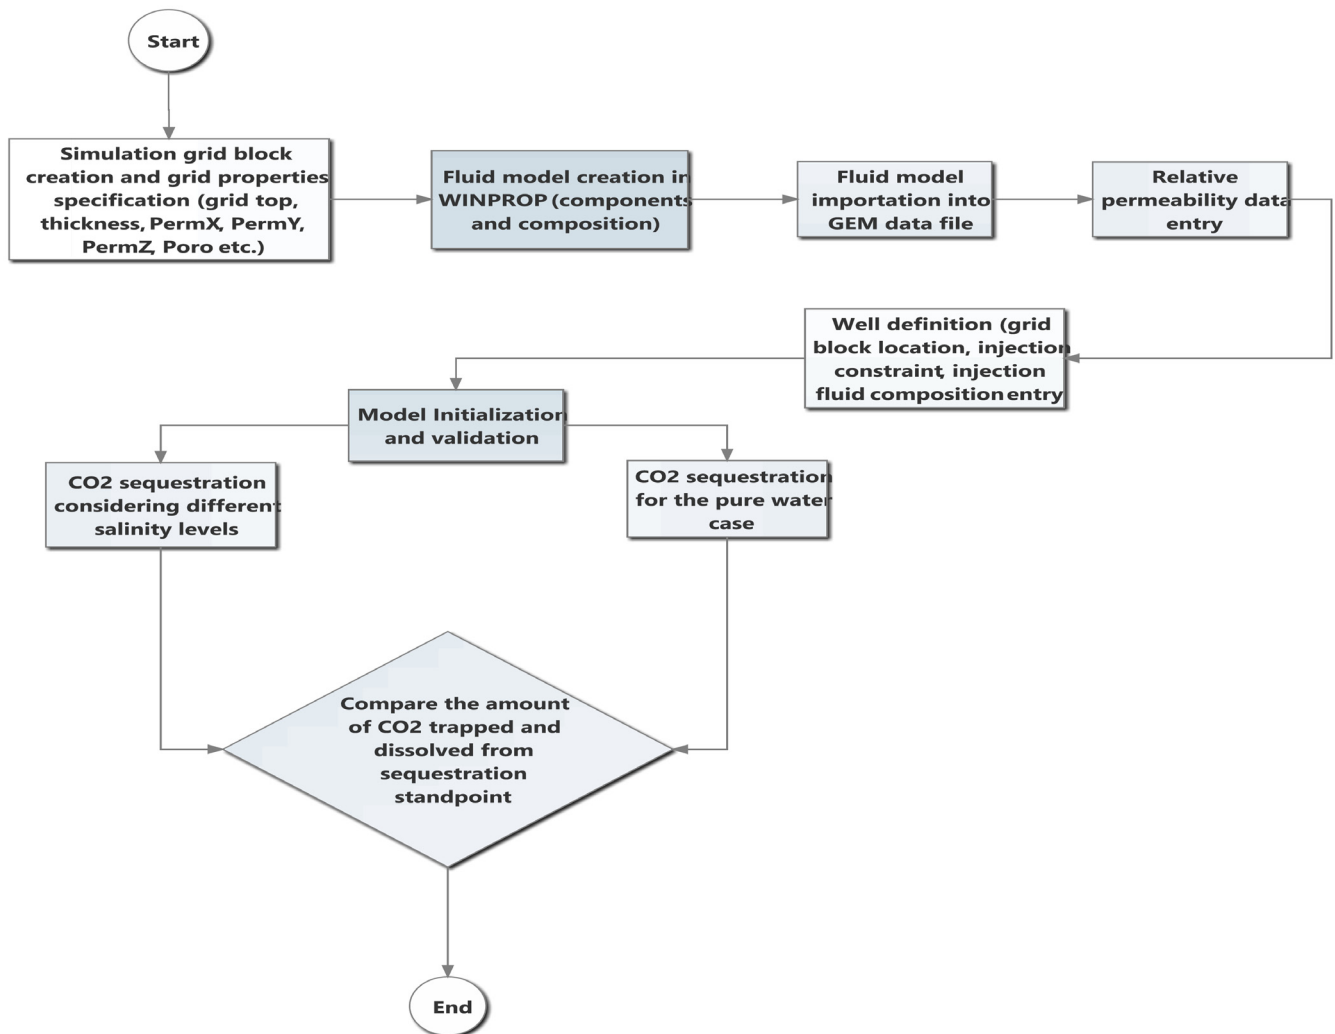 Start
Simulation grid block
creation and grid properties
specification (grid top,
thickness, PermX, PermY,
PermZ, Poro etc.)
Fluid model creation in
WINPROP (components
and composition)
Fluid model
importation into
GEM data file
Relative
permeability data
entry
Well definition (grid
block location, injection
constraint, injection
fluid composition entry
Model Initialization
and validation
CO2 sequestration
considering different
salinity levels
CO2 sequestration
for the pure water
case
Compare the amount
of CO2 trapped and
dissolved from
sequestration
standpoint
End